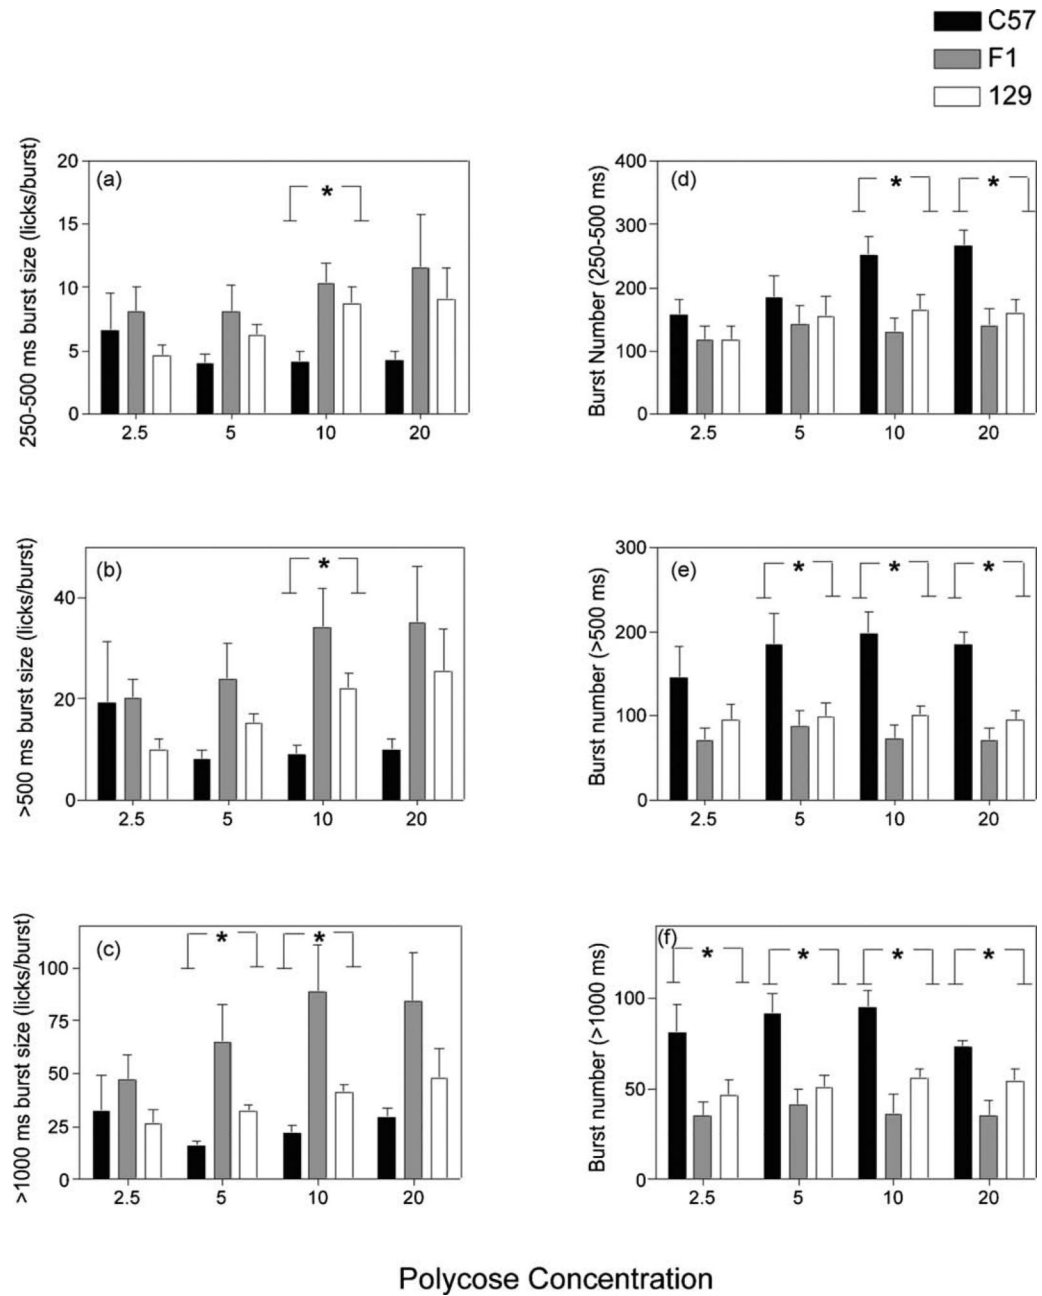 C57
F1
129
250-500 ms burst size (licks/burst)
20
15
10
5
0
(a)
*
2.5 5 10 20
Burst Number (250-500 ms)
400
300
200
100
0
(d)
* *
2.5 5 10 20
>500 ms burst size (licks/burst)
40
20
0
(b)
*
2.5 5 10 20
Burst number (>500 ms)
300
200
100
0
(e)
* * *
2.5 5 10 20
>1000 ms burst size (licks/burst)
100
75
50
25
0
(c)
* *
2.5 5 10 20
Burst number (>1000 ms)
100
50
0
(f)
* * * *
2.5 5 10 20
Polycose Concentration